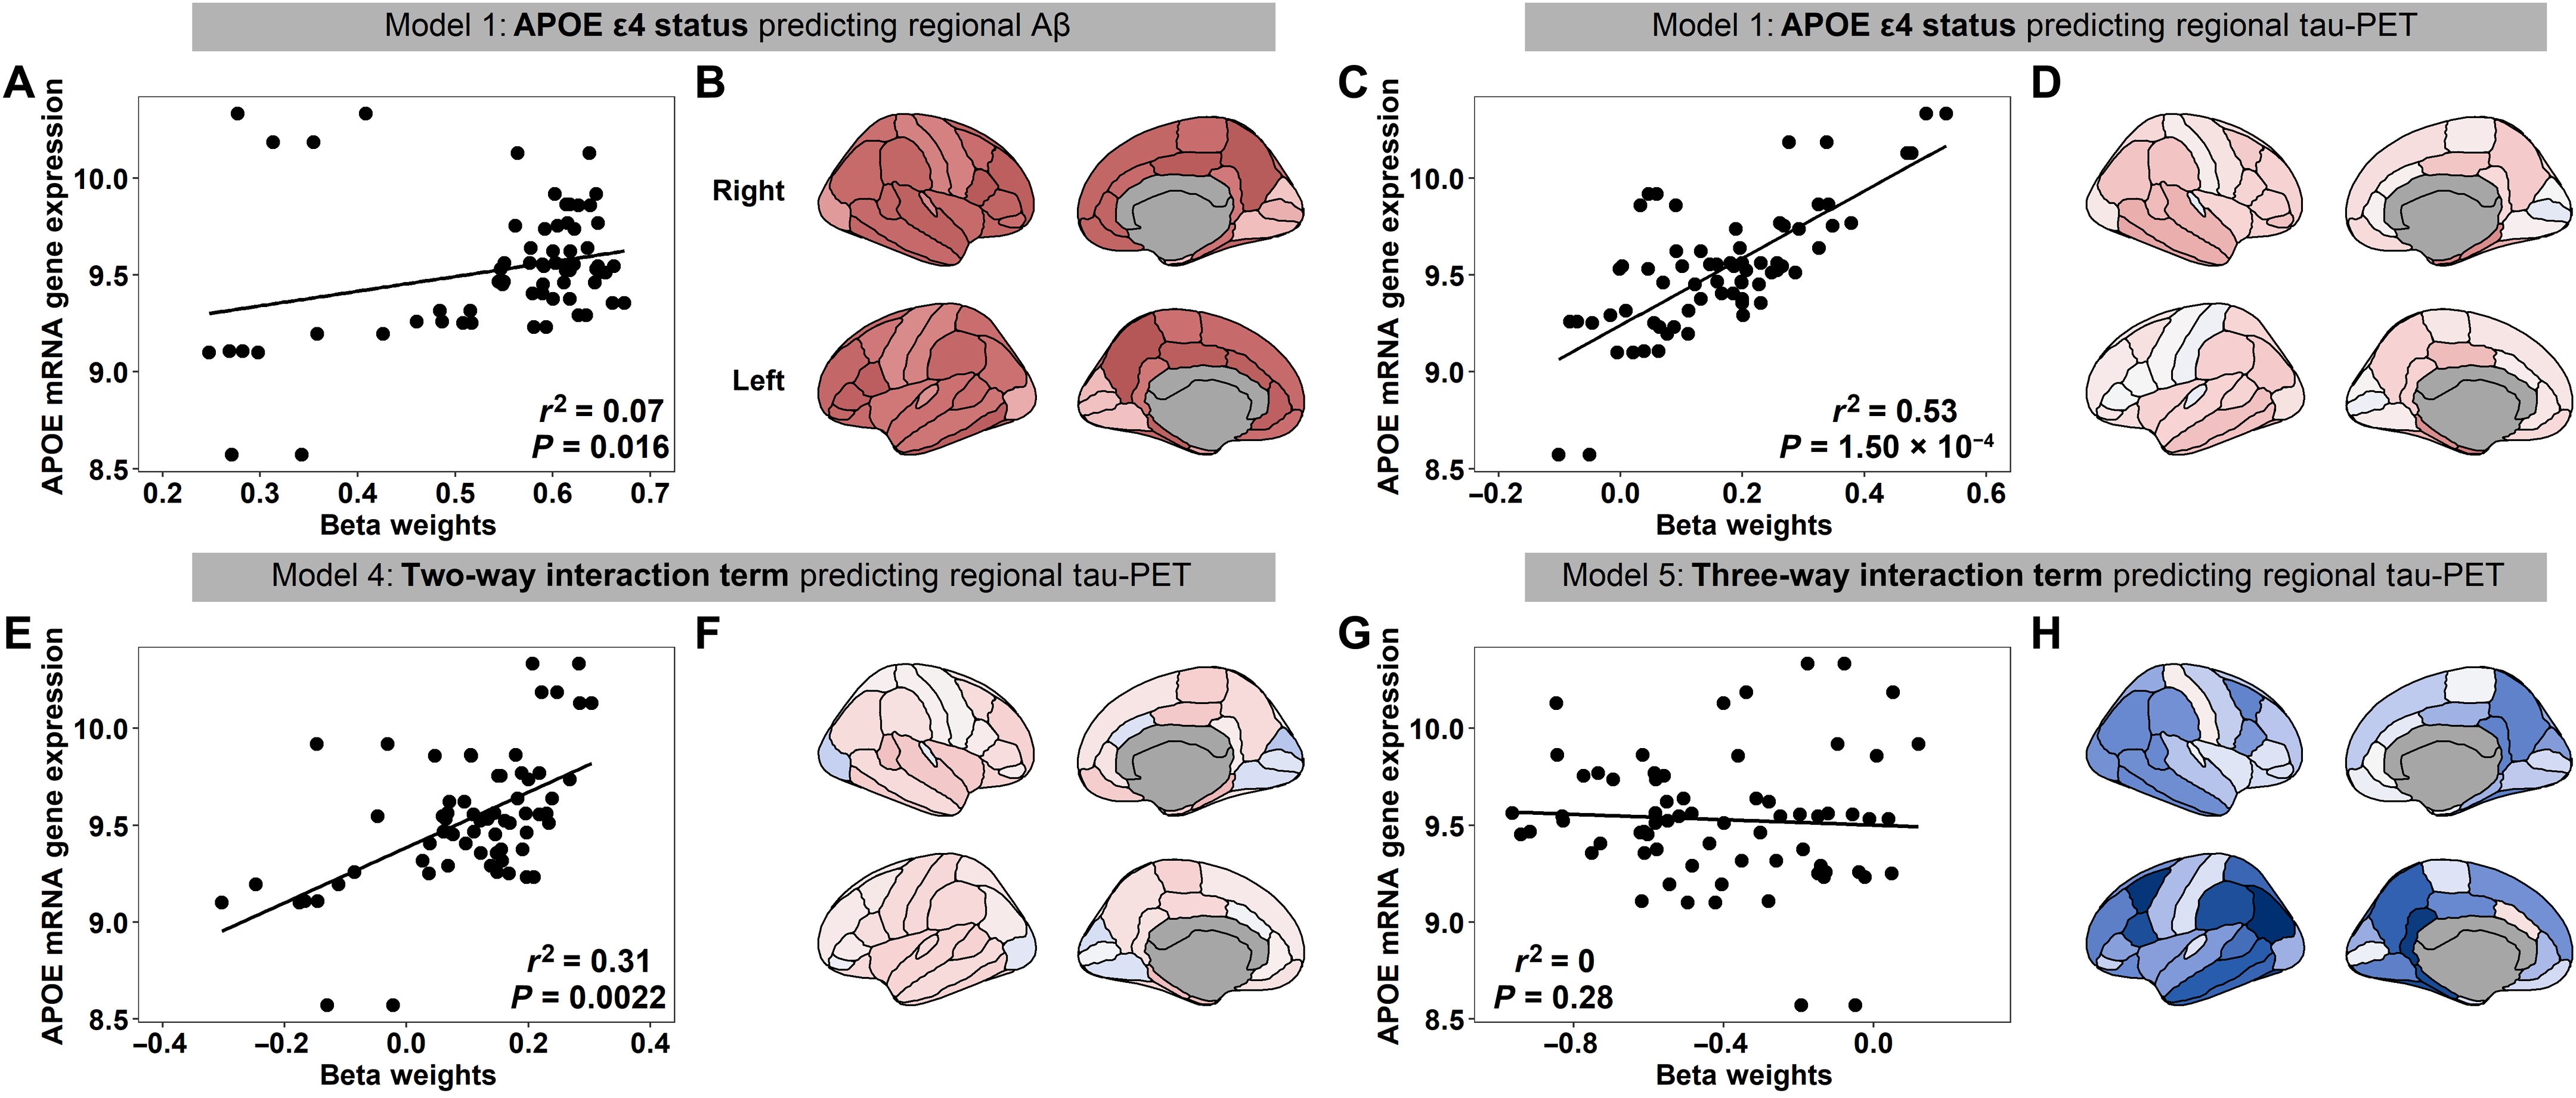 Model 1: APOE ε4 status predicting regional Aβ
Model 1: APOE ε4 status predicting regional tau-PET
A
APOE mRNA gene expression
10.0
9.5
9.0
8.5
r² = 0.07
P = 0.016
0.2 0.3 0.4 0.5 0.6 0.7
Beta weights
B
Right
Left
C
APOE mRNA gene expression
10.0
9.5
9.0
8.5
r² = 0.53
P = 1.50 × 10⁻⁴
−0.2 0.0 0.2 0.4 0.6
Beta weights
D
Model 4: Two-way interaction term predicting regional tau-PET
Model 5: Three-way interaction term predicting regional tau-PET
E
APOE mRNA gene expression
10.0
9.5
9.0
8.5
r² = 0.31
P = 0.0022
−0.4 −0.2 0.0 0.2 0.4
Beta weights
F
G
APOE mRNA gene expression
10.0
9.5
9.0
8.5
r² = 0
P = 0.28
−0.8 −0.4 0.0
Beta weights
H